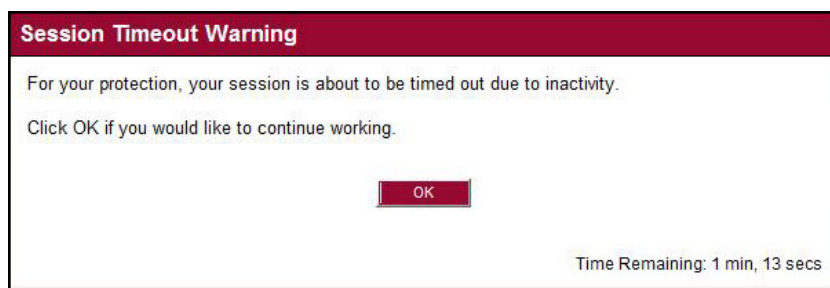 Session Timeout Warning
For your protection, your session is about to be timed out due to inactivity.
Click OK if you would like to continue working.
OK
Time Remaining: 1 min, 13 secs